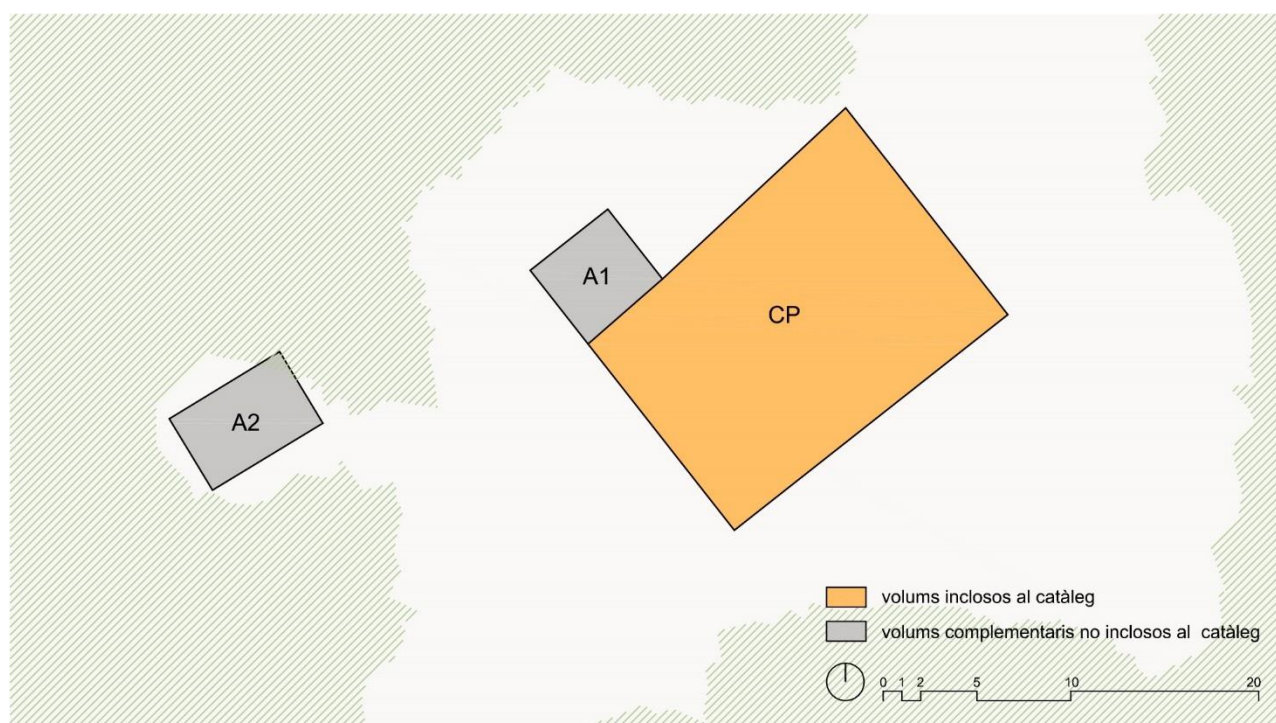 A1
CP
A2
volums inclosos al catàleg
volums complementaris no inclosos al catàleg
0 1 2 5 10 20